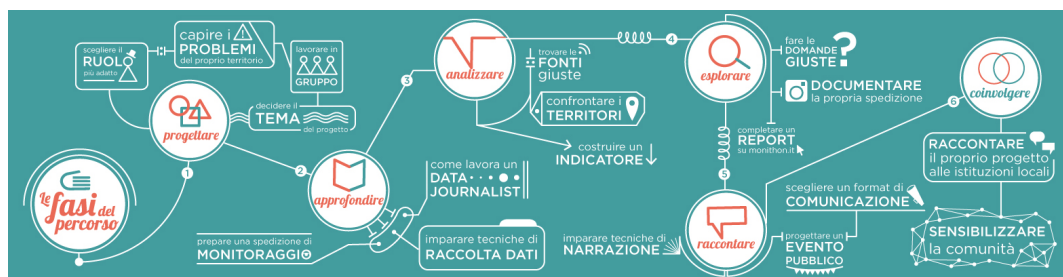 Le
fasi del
percorso
1
progettare
scegliere il
RUOLO
più adatto
capire i
PROBLEMI
del proprio territorio
lavorare in
GRUPPO
decidere il
TEMA
del progetto
2
approfondire
prepare una spedizione di
MONITORAGGIO
come lavora un
DATA
JOURNALIST
imparare tecniche di
RACCOLTA DATI
3
analizzare
trovare le
FONTI
giuste
confrontare i
TERRITORI
costruire un
INDICATORE
4
esplorare
fare le
DOMANDE
GIUSTE
?
DOCUMENTARE
la propria spedizione
completare un
REPORT
su monithon.it
5
raccontare
imparare tecniche di
NARRAZIONE
scegliere un format di
COMUNICAZIONE
progettare un
EVENTO
PUBBLICO
6
coinvolgere
RACCONTARE
il proprio progetto
alle istituzioni locali
SENSIBILIZZARE
la comunità